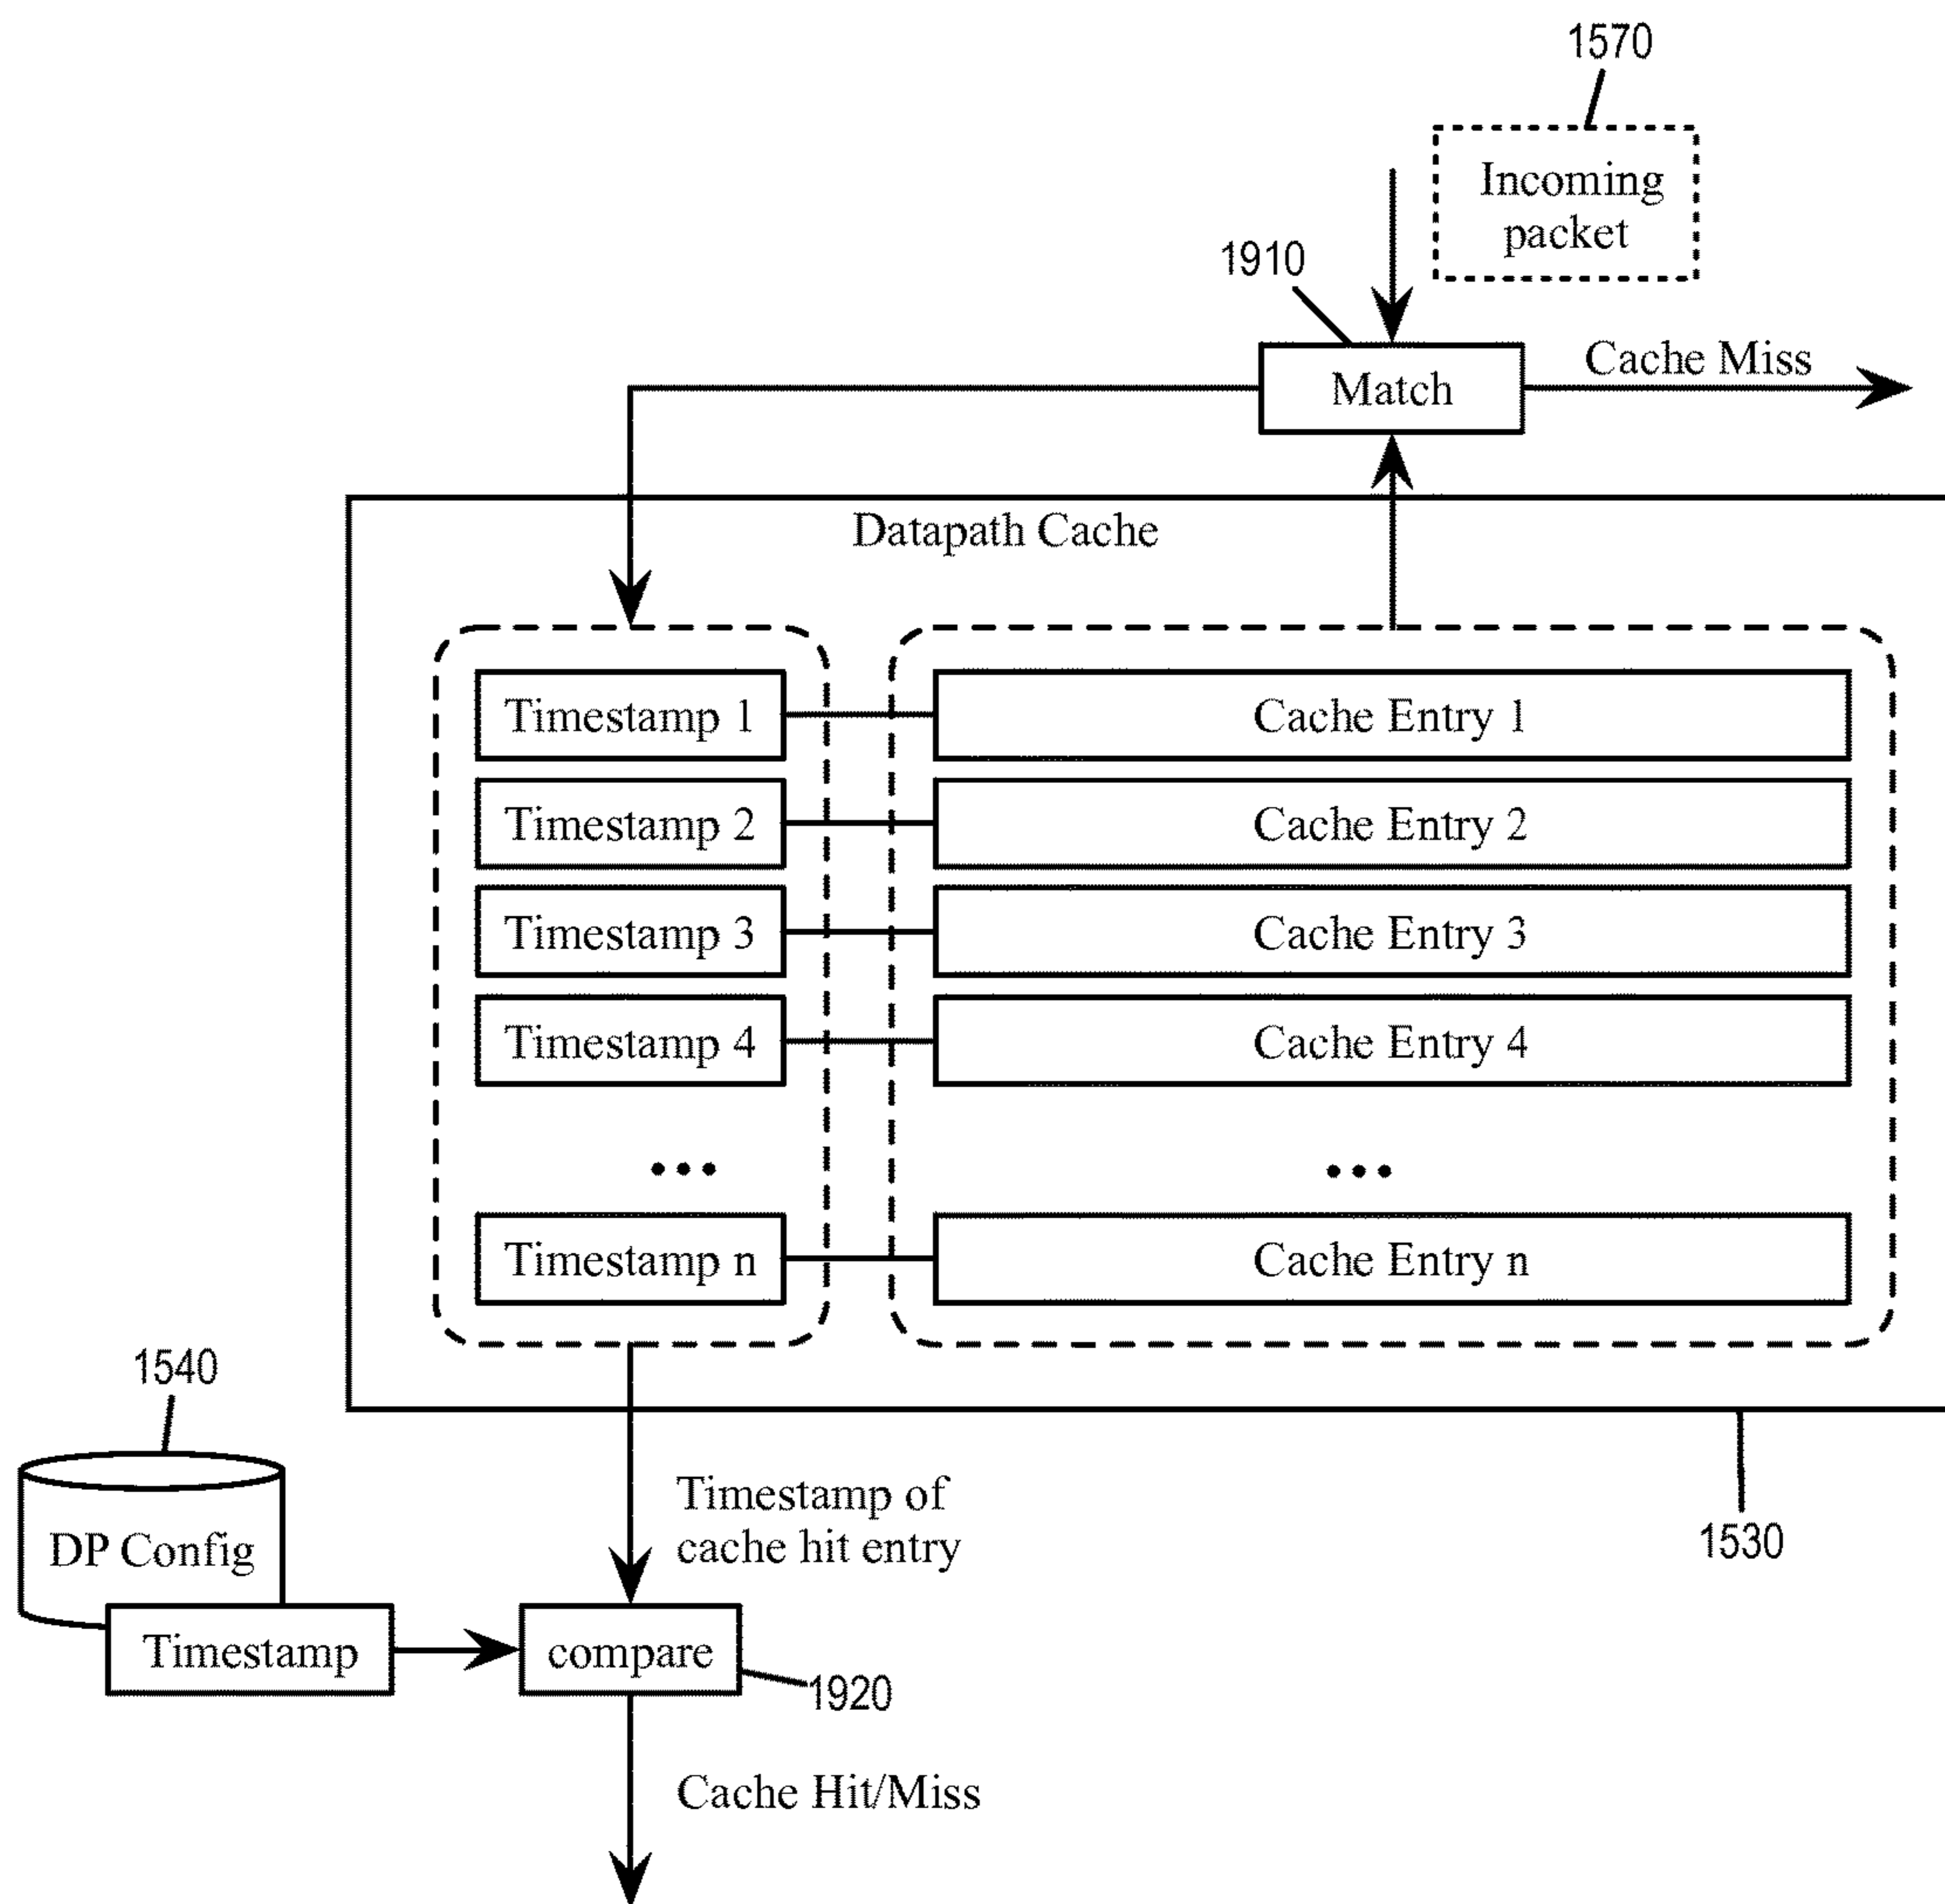 1570
Incoming
packet
1910
Match
Cache Miss
Datapath Cache
Timestamp 1
Cache Entry 1
Timestamp 2
Cache Entry 2
Timestamp 3
Cache Entry 3
Timestamp 4
Cache Entry 4
...
...
Timestamp n
Cache Entry n
1540
DP Config
Timestamp
Timestamp of
cache hit entry
1530
compare
1920
Cache Hit/Miss